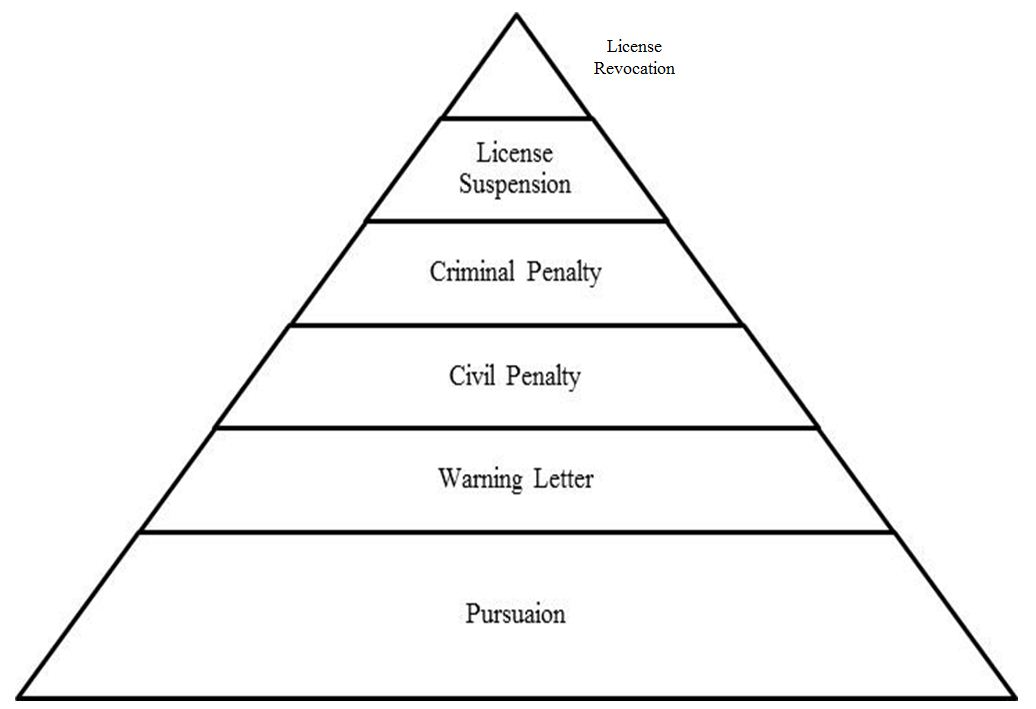 License
Revocation
License
Suspension
Criminal Penalty
Civil Penalty
Warning Letter
Pursuaion